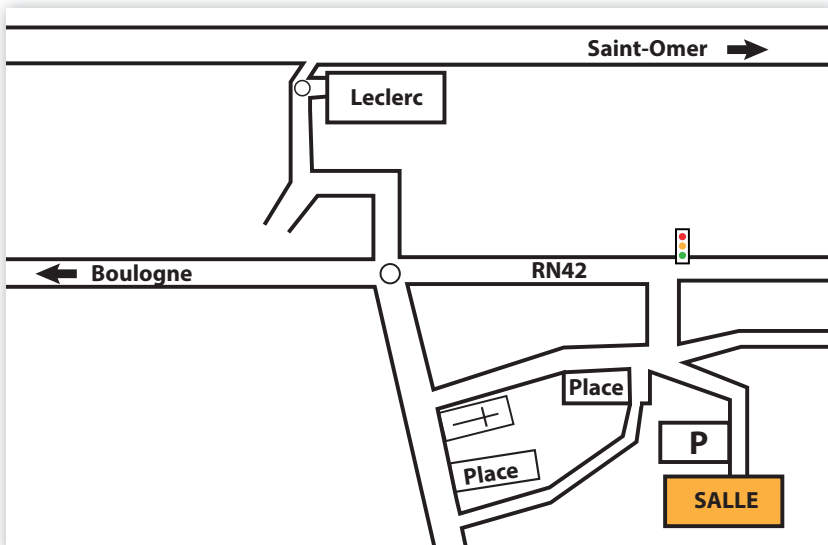 Saint-Omer
Leclerc
Boulogne
RN42
Place
P
Place
SALLE